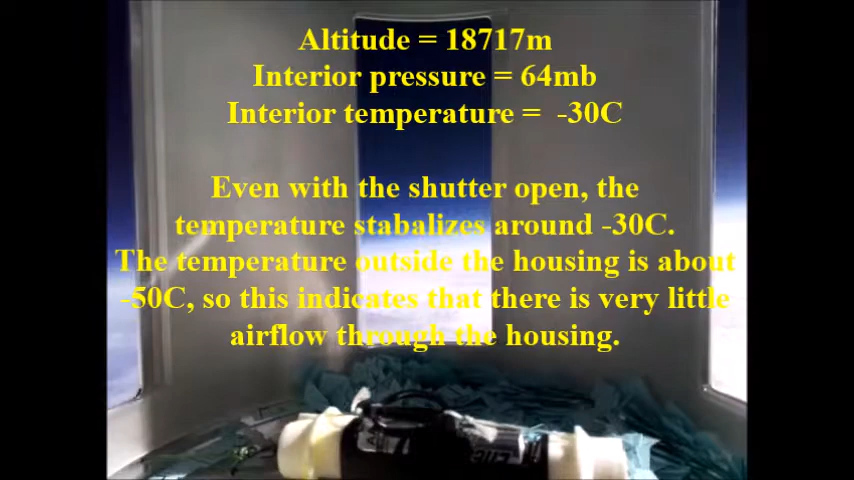 Altitude = 18717m
Interior pressure = 64mb
Interior temperature =  -30C
Even with the shutter open, the
temperature stabalizes around -30C.
The temperature outside the housing is about
-50C, so this indicates that there is very little
airflow through the housing.